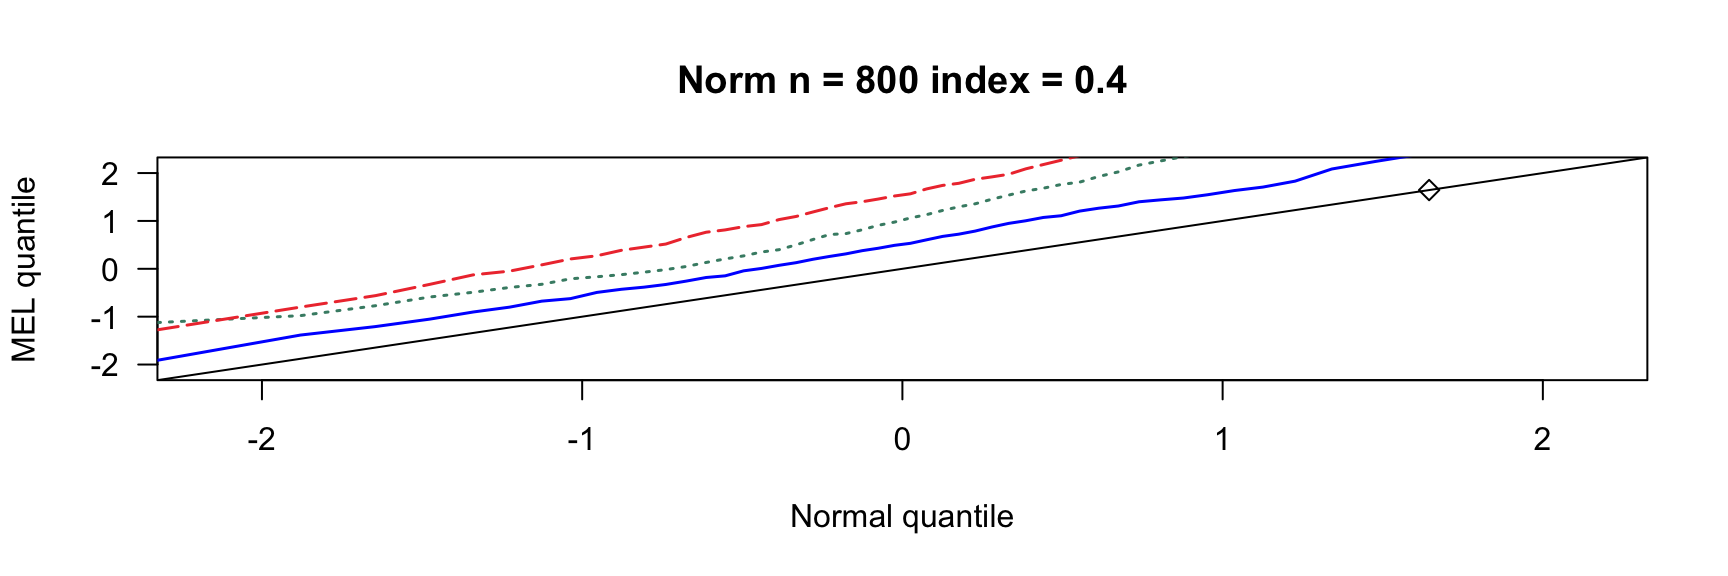 Norm n = 800 index = 0.4
MEL quantile
2
1
0
-1
-2
-2 -1 0 1 2
Normal quantile